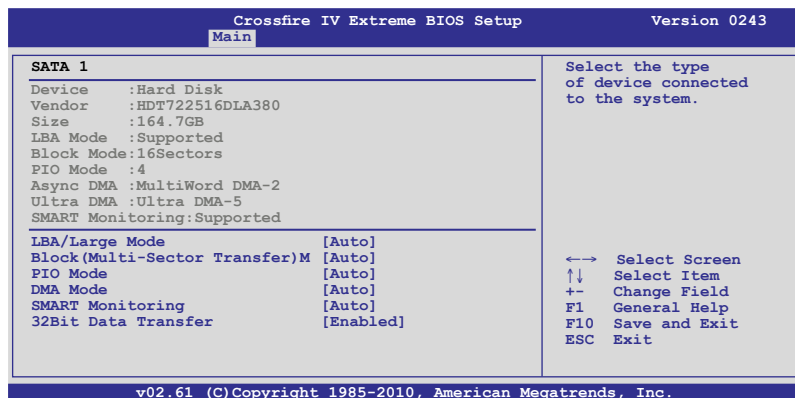 Crossfire IV Extreme BIOS Setup Version 0243
Main
SATA 1
Device :Hard Disk
Vendor :HDT722516DLA380
Size :164.7GB
LBA Mode :Supported
Block Mode:16Sectors
PIO Mode :4
Async DMA :MultiWord DMA-2
Ultra DMA :Ultra DMA-5
SMART Monitoring:Supported
LBA/Large Mode [Auto]
Block(Multi-Sector Transfer)M [Auto]
PIO Mode [Auto]
DMA Mode [Auto]
SMART Monitoring [Auto]
32Bit Data Transfer [Enabled]
Select the type
of device connected
to the system.
←→ Select Screen
↑↓ Select Item
+- Change Field
F1 General Help
F10 Save and Exit
ESC Exit
v02.61 (C)Copyright 1985-2010, American Megatrends, Inc.